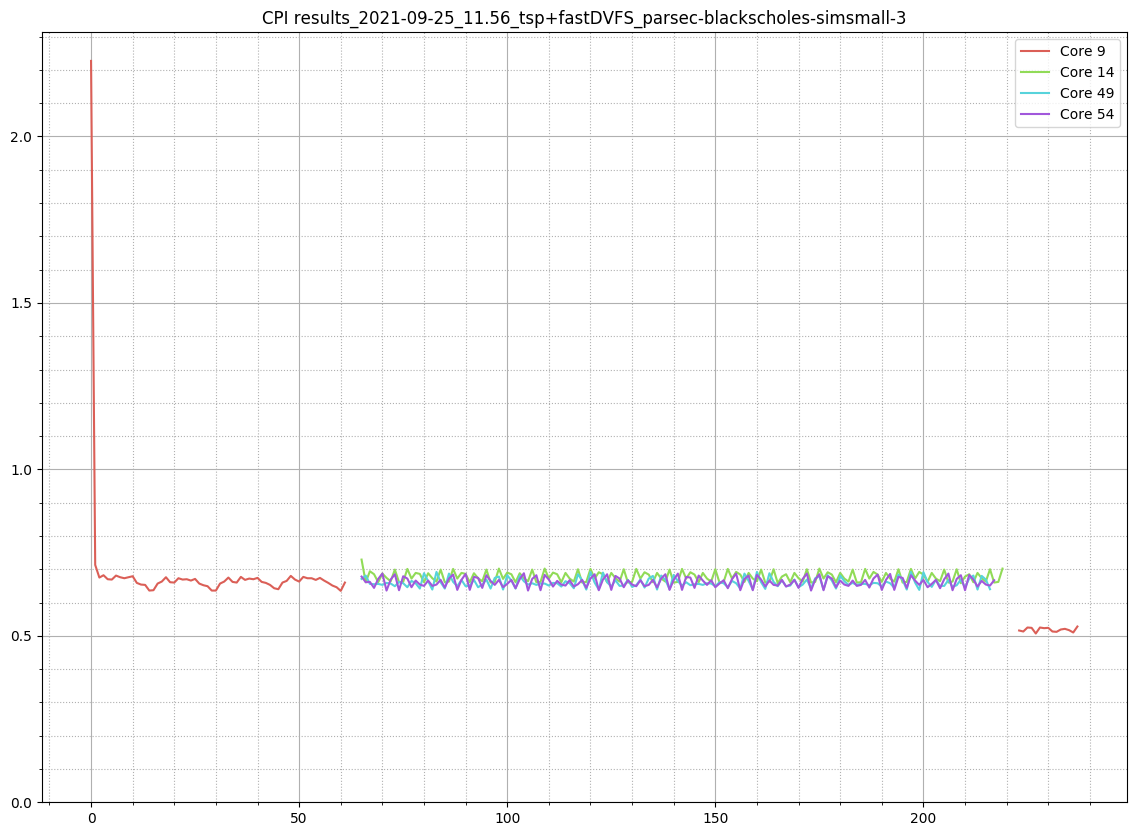 CPI results_2021-09-25_11.56_tsp+fastDVFS_parsec-blackscholes-simsmall-3
Core 9
Core 14
Core 49
Core 54
2.0
1.5
1.0
0.5
0.0
0 50 100 150 200